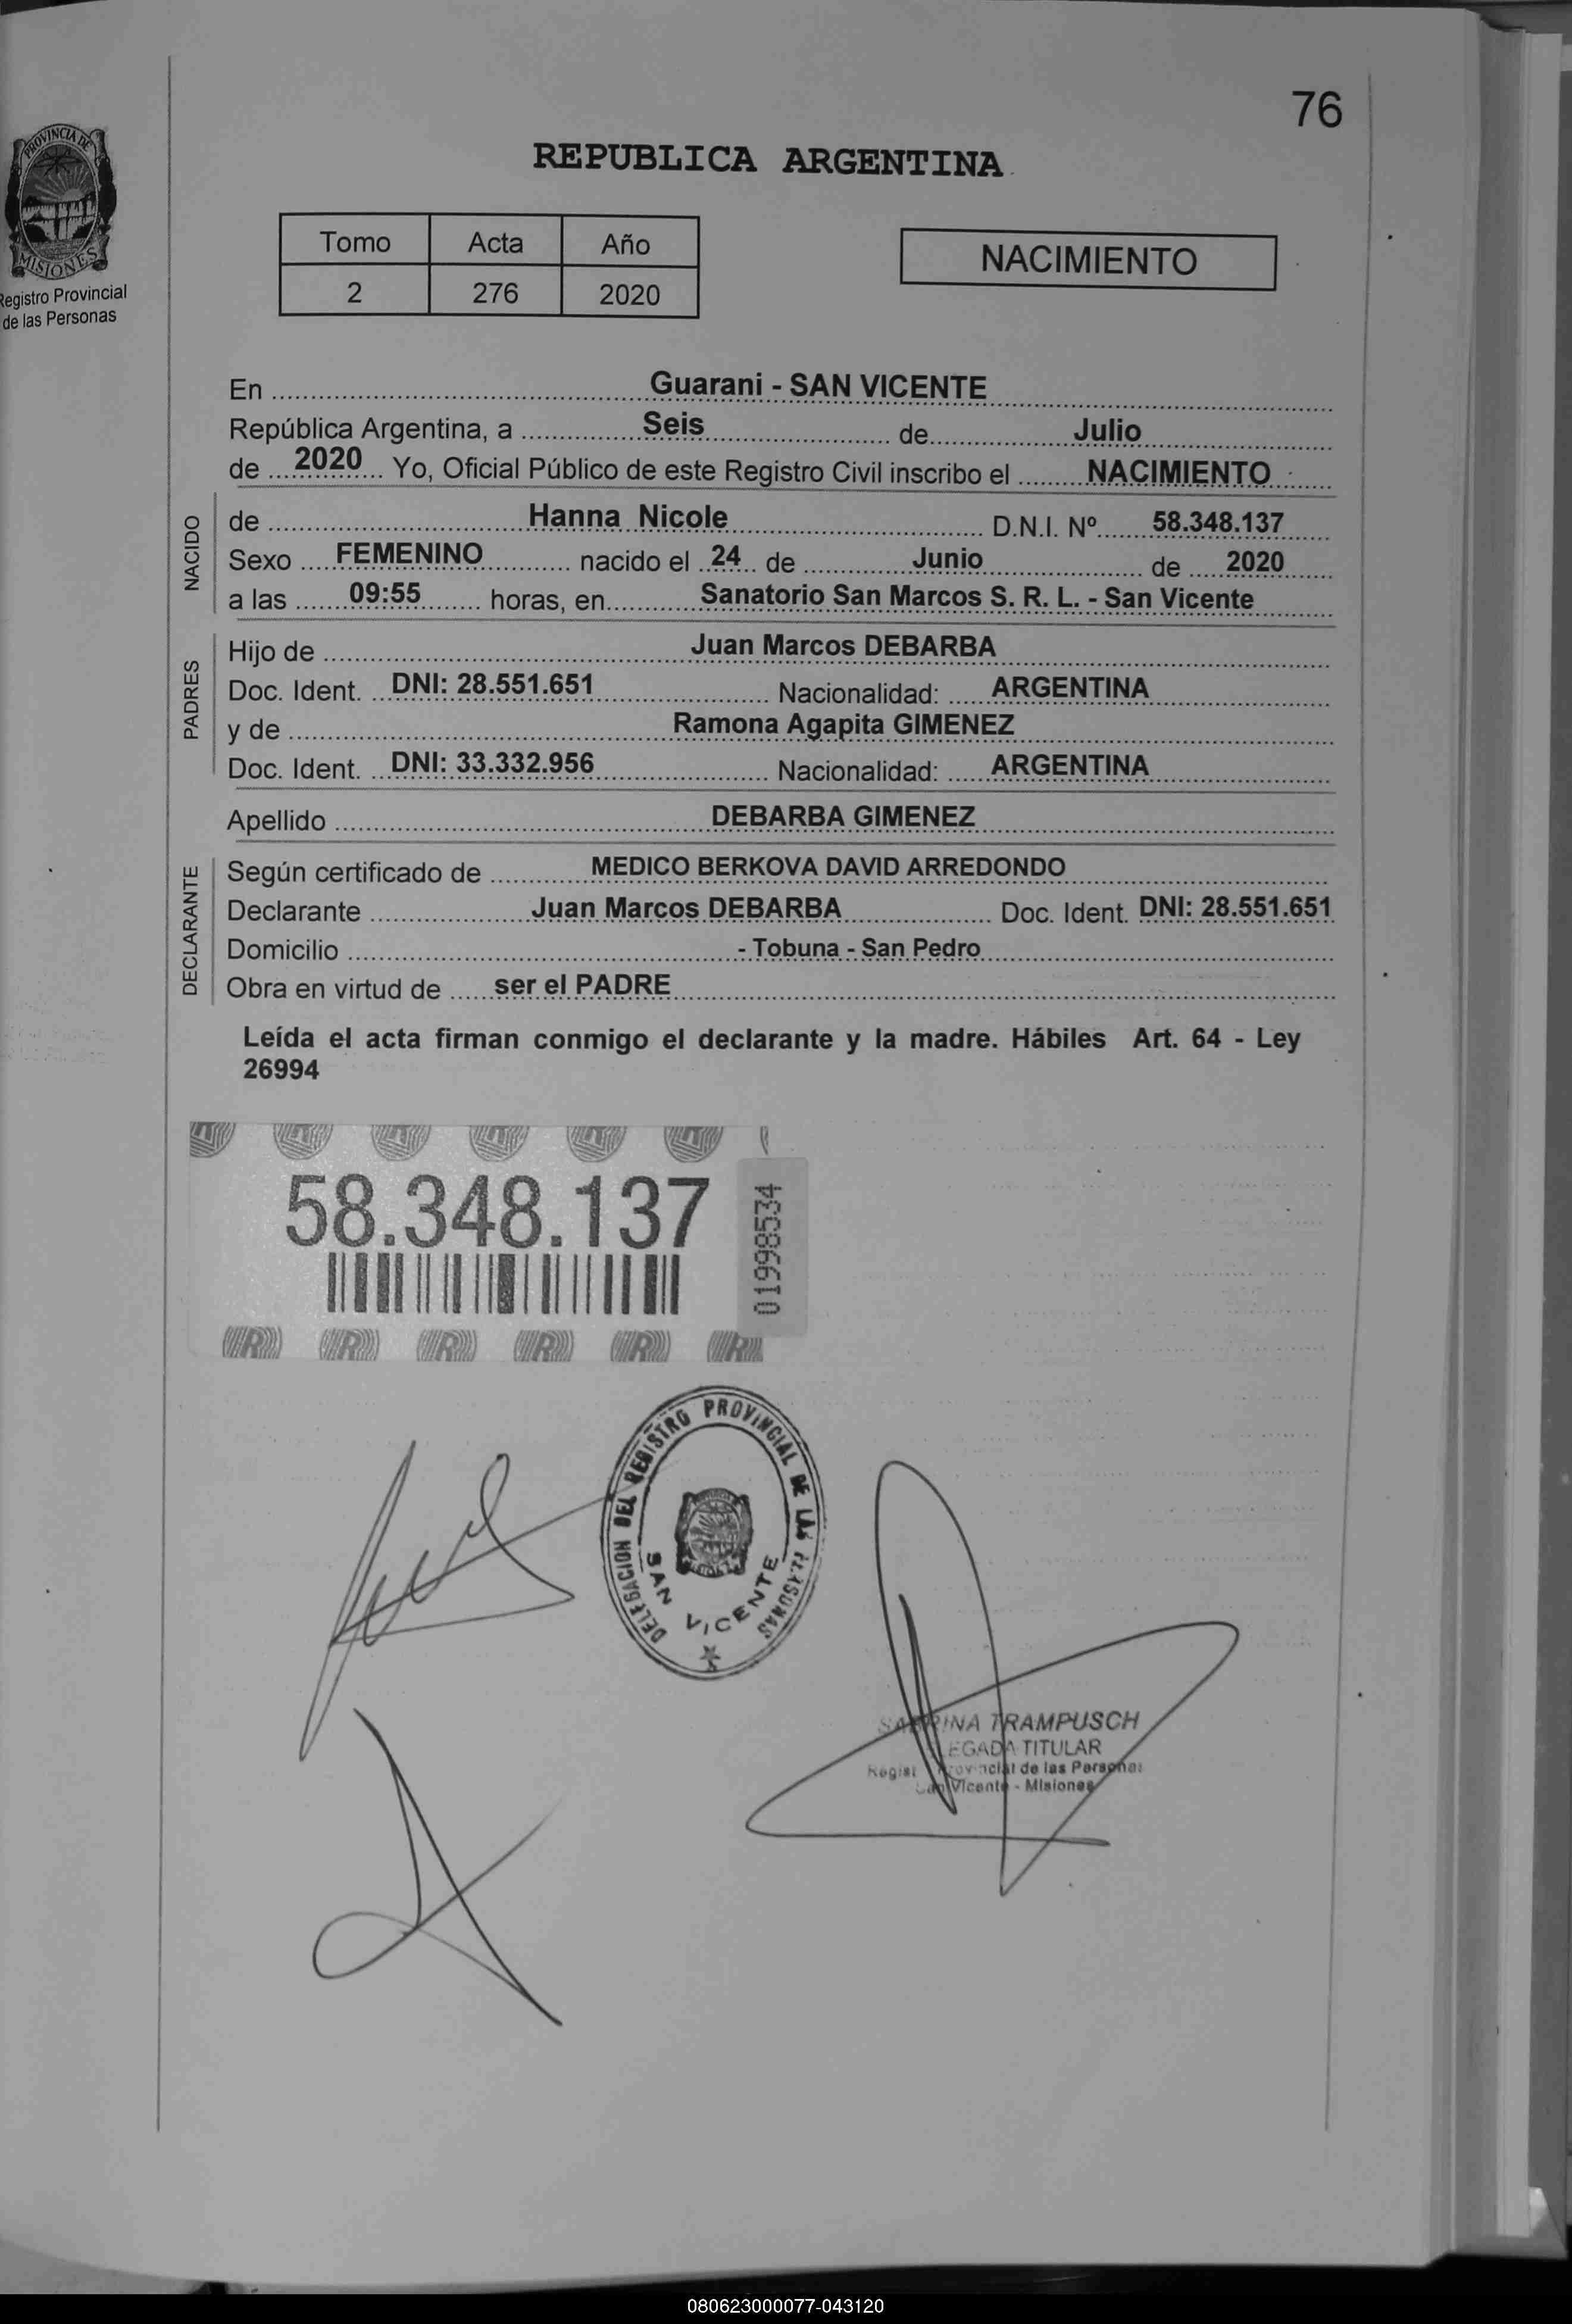 76
PROVINCIA DE
MISIONES
Registro Provincial
de las Personas
REPUBLICA ARGENTINA
Tomo Acta Año
2 276 2020
NACIMIENTO
En Guarani - SAN VICENTE
República Argentina, a Seis de Julio
de 2020 Yo, Oficial Público de este Registro Civil inscribo el NACIMIENTO
NACIDO
de Hanna Nicole D.N.I. Nº 58.348.137
Sexo FEMENINO nacido el 24 de Junio de 2020
a las 09:55 horas, en Sanatorio San Marcos S. R. L. - San Vicente
PADRES
Hijo de Juan Marcos DEBARBA
Doc. Ident. DNI: 28.551.651 Nacionalidad: ARGENTINA
y de Ramona Agapita GIMENEZ
Doc. Ident. DNI: 33.332.956 Nacionalidad: ARGENTINA
Apellido DEBARBA GIMENEZ
DECLARANTE
Según certificado de MEDICO BERKOVA DAVID ARREDONDO
Declarante Juan Marcos DEBARBA Doc. Ident. DNI: 28.551.651
Domicilio - Tobuna - San Pedro
Obra en virtud de ser el PADRE
Leída el acta firman conmigo el declarante y la madre. Hábiles Art. 64 - Ley
26994
58.348.137
01998534
DELEGACION DEL REGISTRO PROVINCIAL DE LAS PERSONAS
SAN VICENTE
SABRINA TRAMPUSCH
TITULAR
Provincial de las Personas
San Vicente - Misiones
080623000077-043120